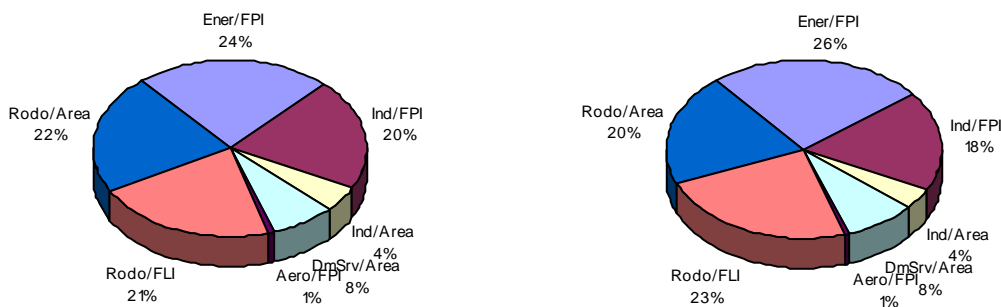 Ener/FPI
24%
Ind/FPI
20%
Ind/Area
4%
DmSrv/Area
8%
Aero/FPI
1%
Rodo/FLI
21%
Rodo/Area
22%
Ener/FPI
26%
Ind/FPI
18%
Ind/Area
4%
DmSrv/Area
8%
Aero/FPI
1%
Rodo/FLI
23%
Rodo/Area
20%